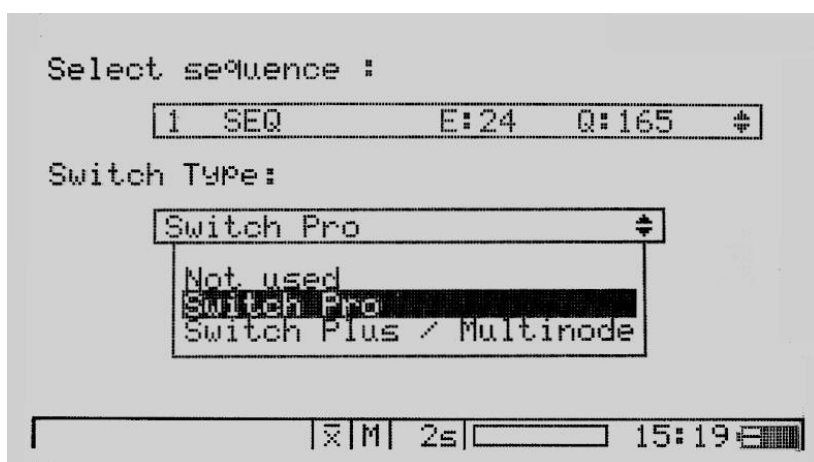 Select sequence :
1 SEQ E:24 Q:165
Switch Type:
Switch Pro
Not used
Switch Pro
Switch Plus / Multinode
x̅ M 2s 15:19